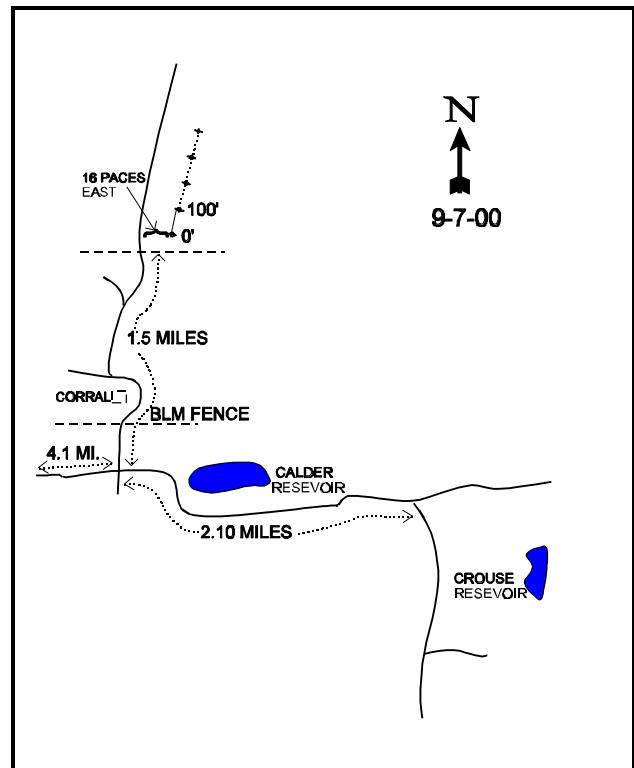 N
9-7-00
16 PACES
EAST
100'
0'
1.5 MILES
CORRAL
BLM FENCE
4.1 MI.
CALDER
RESEVOIR
2.10 MILES
CROUSE
RESEVOIR